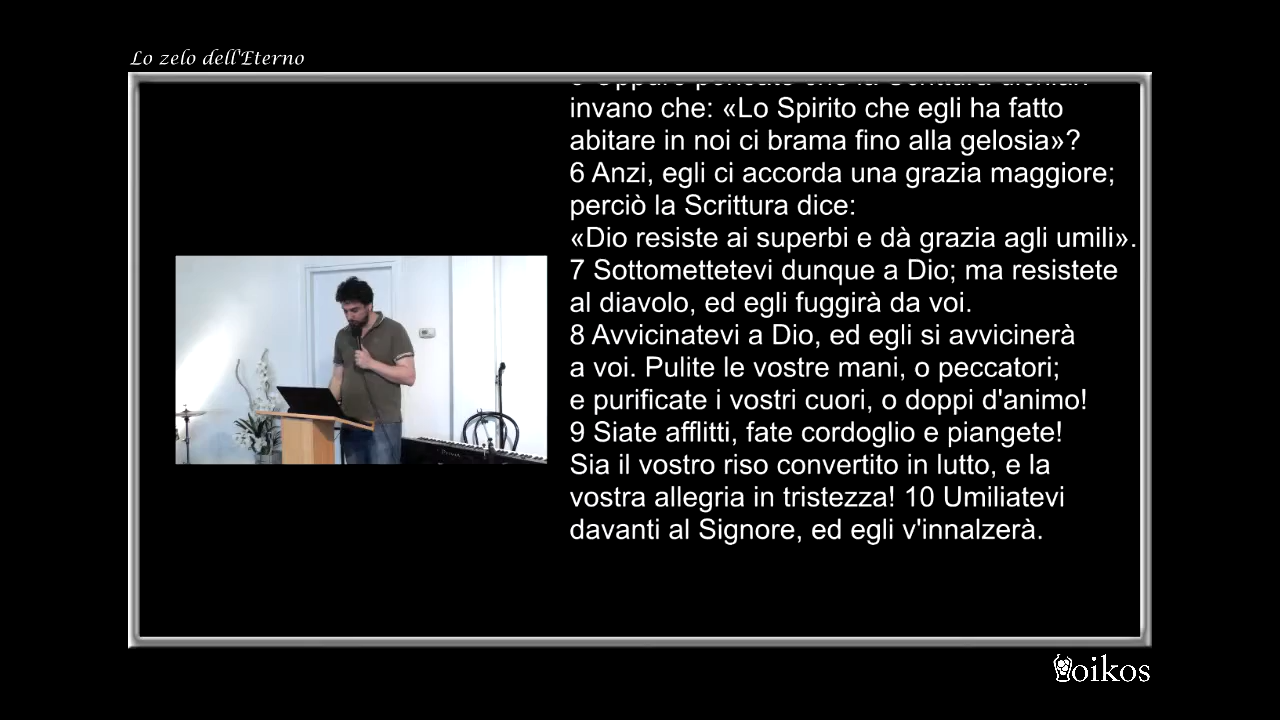 Lo zelo dell'Eterno
invano che: «Lo Spirito che egli ha fatto
abitare in noi ci brama fino alla gelosia»?
6 Anzi, egli ci accorda una grazia maggiore;
perciò la Scrittura dice:
«Dio resiste ai superbi e dà grazia agli umili».
7 Sottomettetevi dunque a Dio; ma resistete
al diavolo, ed egli fuggirà da voi.
8 Avvicinatevi a Dio, ed egli si avvicinerà
a voi. Pulite le vostre mani, o peccatori;
e purificate i vostri cuori, o doppi d'animo!
9 Siate afflitti, fate cordoglio e piangete!
Sia il vostro riso convertito in lutto, e la
vostra allegria in tristezza! 10 Umiliatevi
davanti al Signore, ed egli v'innalzerà.
oikos